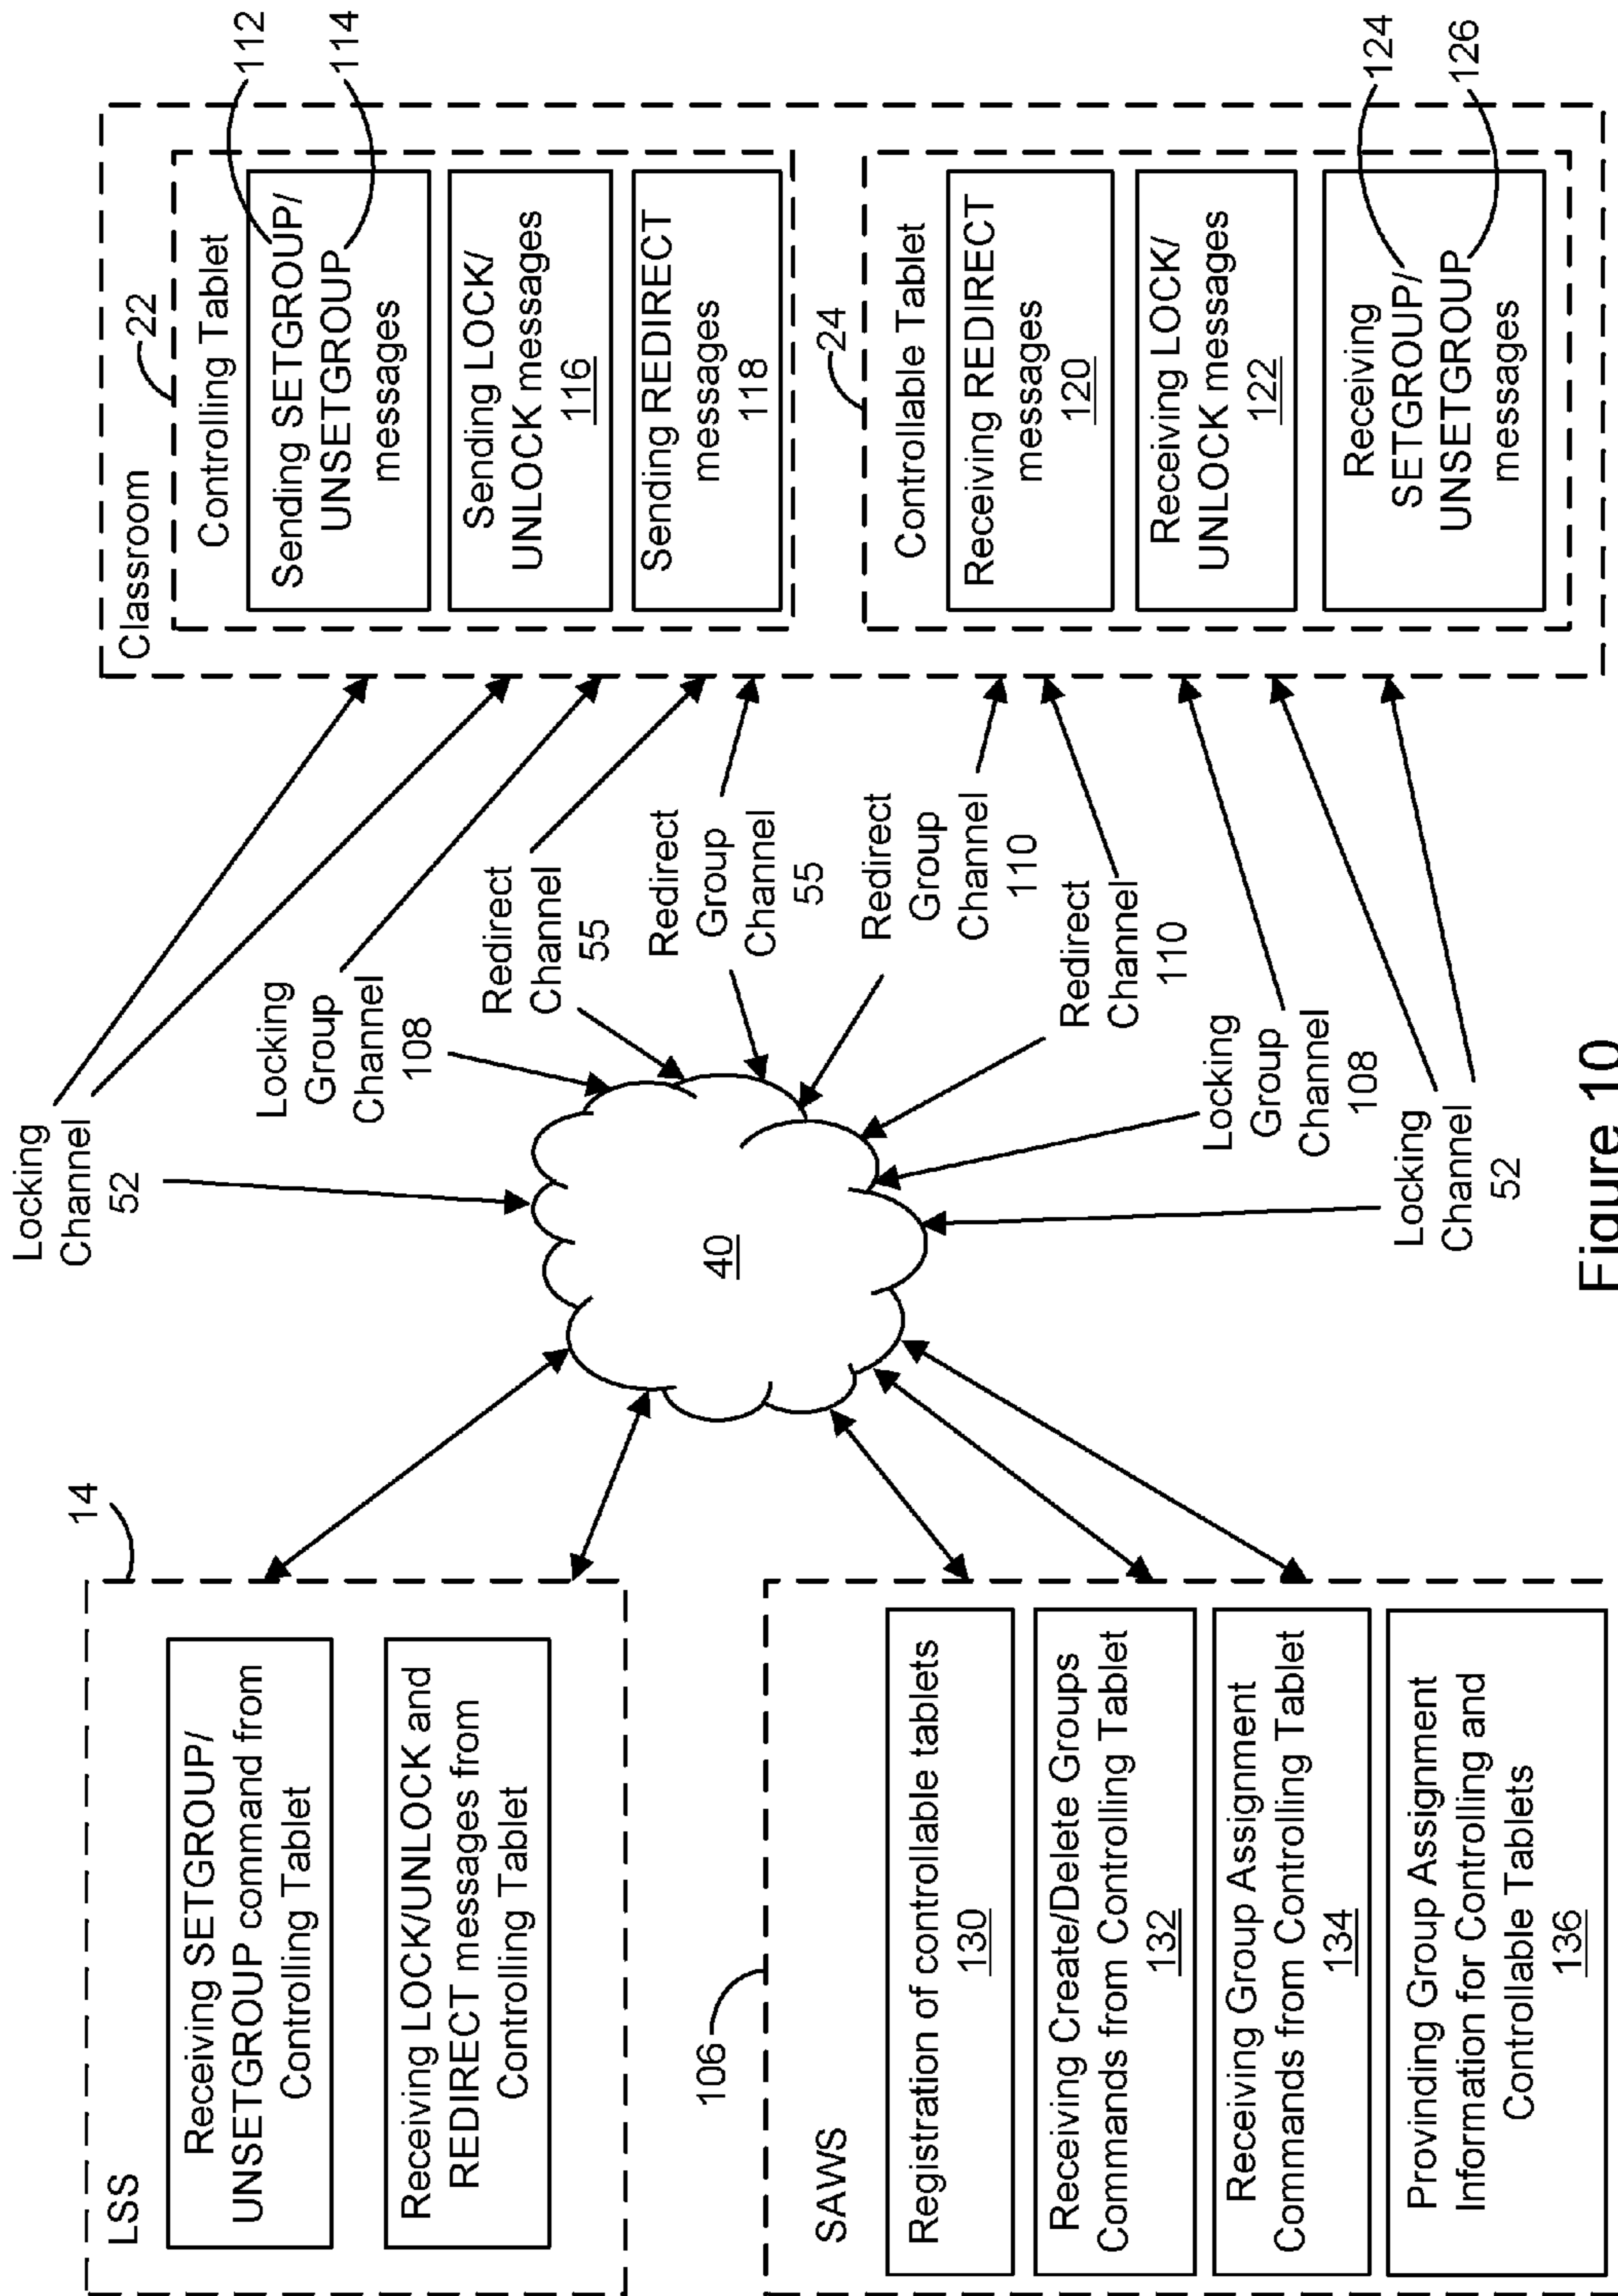 LSS
14
Receiving SETGROUP/
UNSETGROUP command from
Controlling Tablet
Receiving LOCK/UNLOCK and
REDIRECT messages from
Controlling Tablet
106
SAWS
Registration of controllable tablets
130
Receiving Create/Delete Groups
Commands from Controlling Tablet
132
Receiving Group Assignment
Commands from Controlling Tablet
134
Provinding Group Assignment
Information for Controlling and
Controllable Tablets
136
40
Locking
Channel
52
Locking
Group
Channel
108
Redirect
Channel
55
Redirect
Group
Channel
55
Redirect
Group
Channel
110
Redirect
Channel
110
Locking
Group
Channel
108
Locking
Channel
52
Classroom
22
Controlling Tablet
Sending SETGROUP/
UNSETGROUP
messages
112
114
Sending LOCK/
UNLOCK messages
116
Sending REDIRECT
messages
118
24
Controllable Tablet
Receiving REDIRECT
messages
120
Receiving LOCK/
UNLOCK messages
122
Receiving
SETGROUP/
UNSETGROUP
messages
124
126
Figure 10